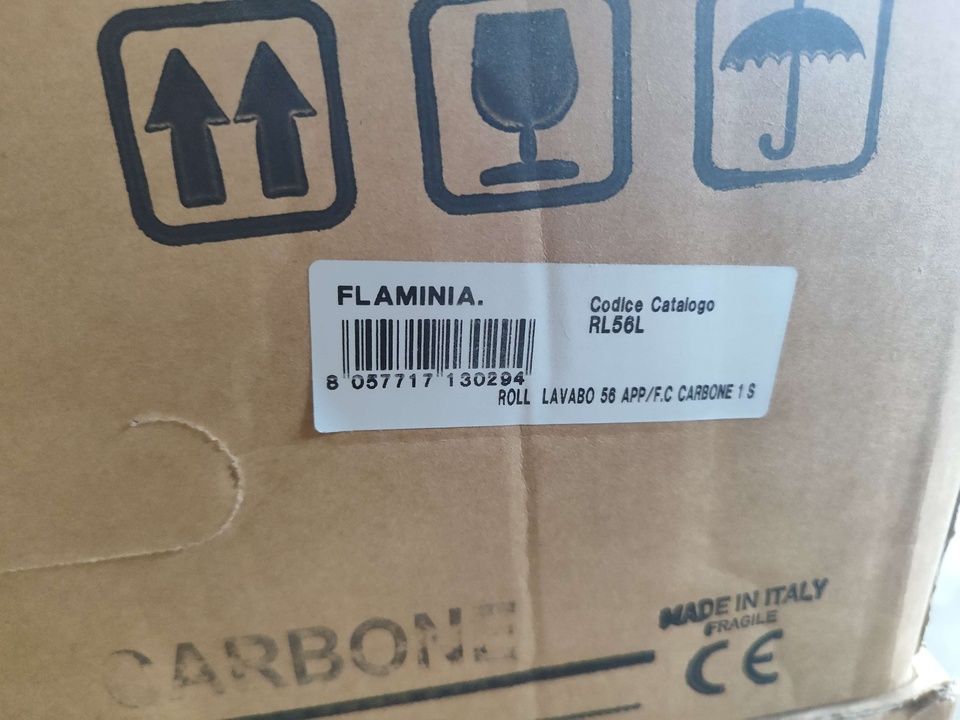 FLAMINIA.
Codice Catalogo
RL56L
8 057717 130294
ROLL LAVABO 56 APP/F.C CARBONE 1 S
CARBONE
MADE IN ITALY
FRAGILE
CE